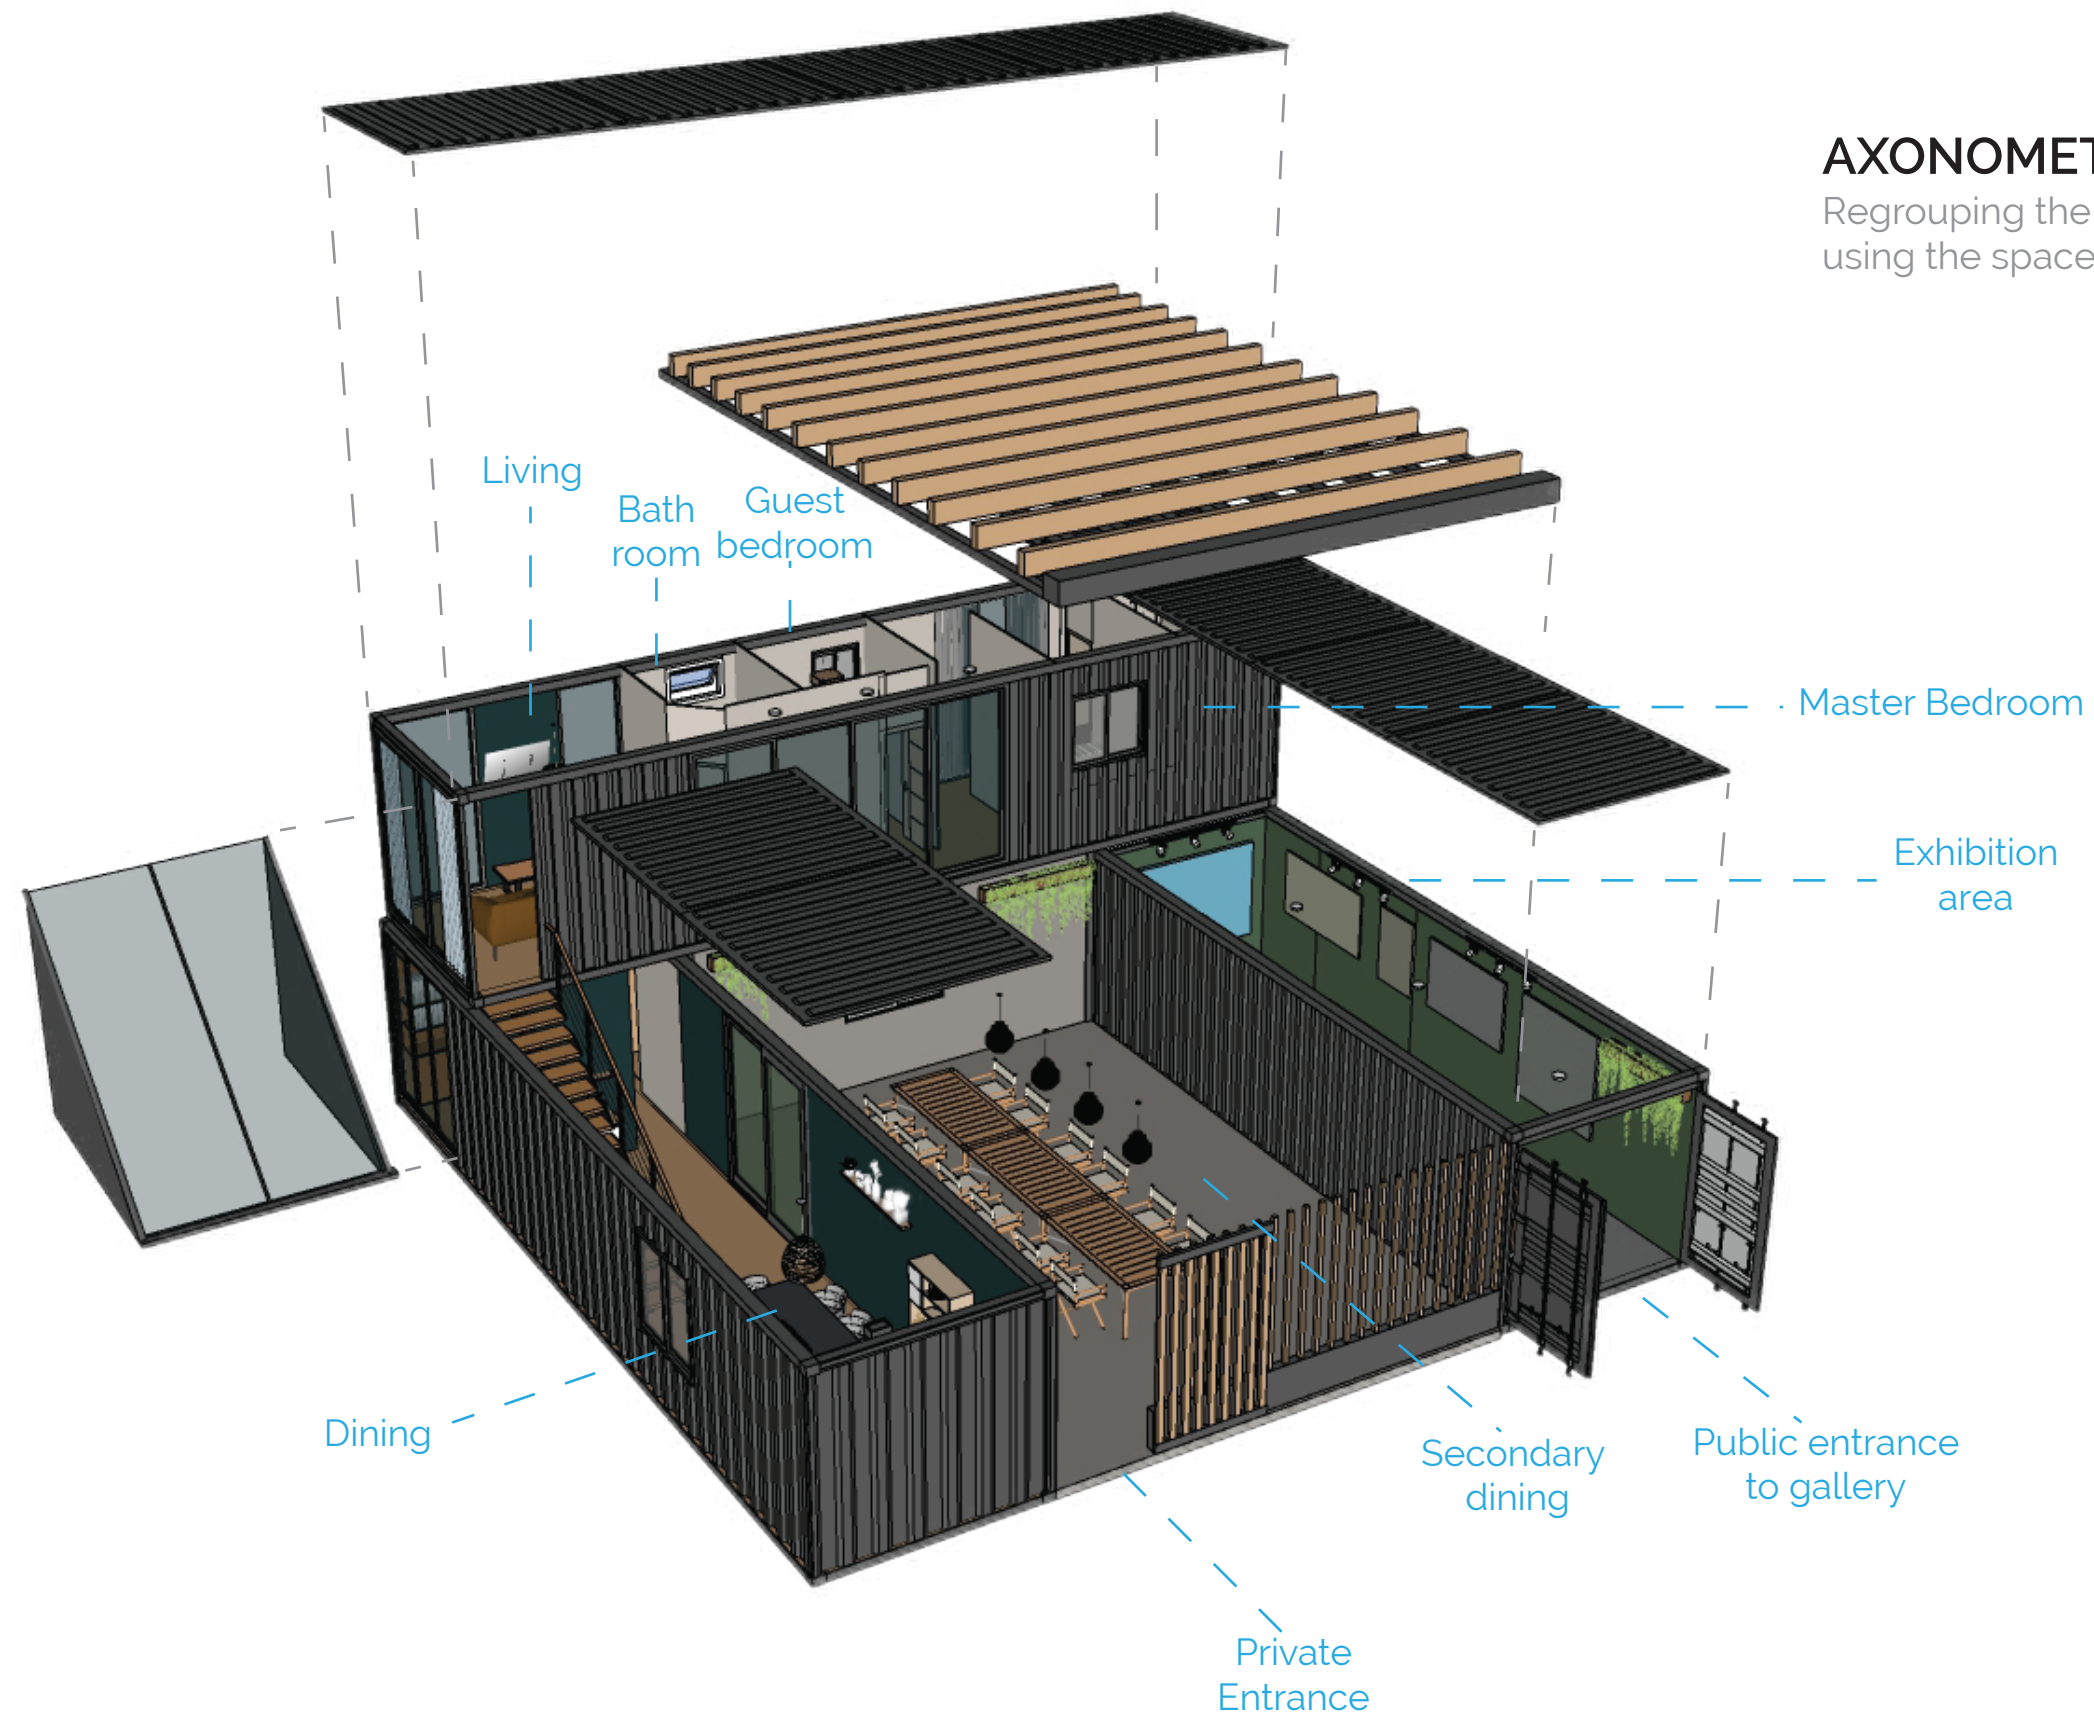 AXONOMET
Regrouping the
using the space
Living
Bath
room
Guest
bedroom
Master Bedroom
Exhibition
area
Dining
Secondary
dining
Public entrance
to gallery
Private
Entrance